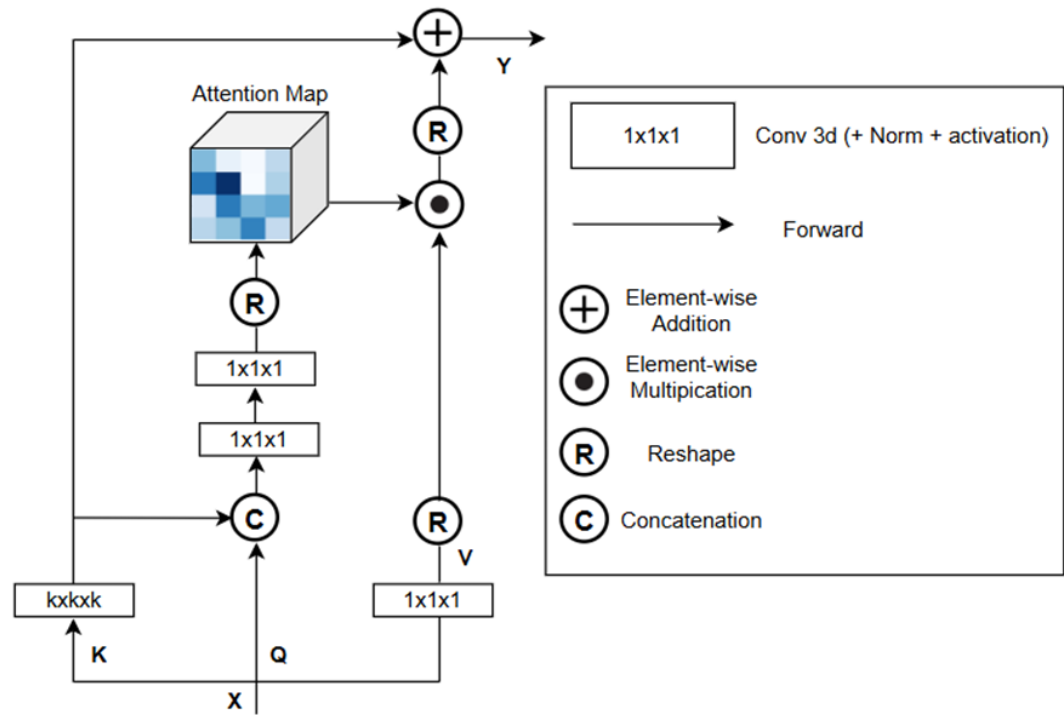 Y
Attention Map
R
1x1x1
Conv 3d (+ Norm + activation)
Forward
R
Element-wise
Addition
1x1x1
Element-wise
Multipication
1x1x1
R
Reshape
C
R
C
Concatenation
V
kxkxk
1x1x1
K
Q
X